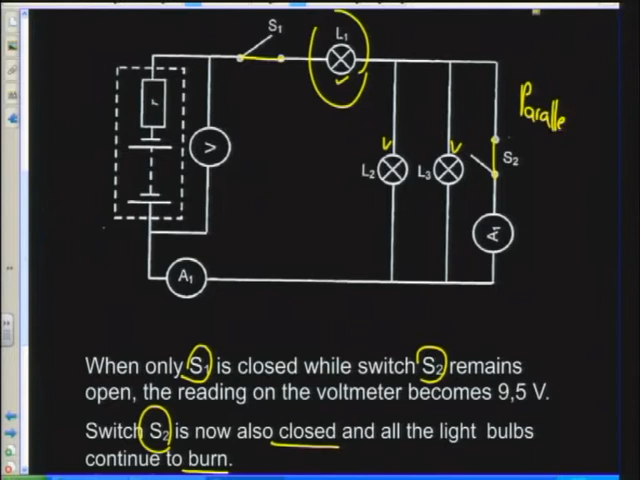 S₁
L₁
r
V
Paralle
L₂
L₃
S₂
A₁
A₁
When only S₁ is closed while switch S₂ remains
open, the reading on the voltmeter becomes 9,5 V.
Switch S₂ is now also closed and all the light bulbs
continue to burn.